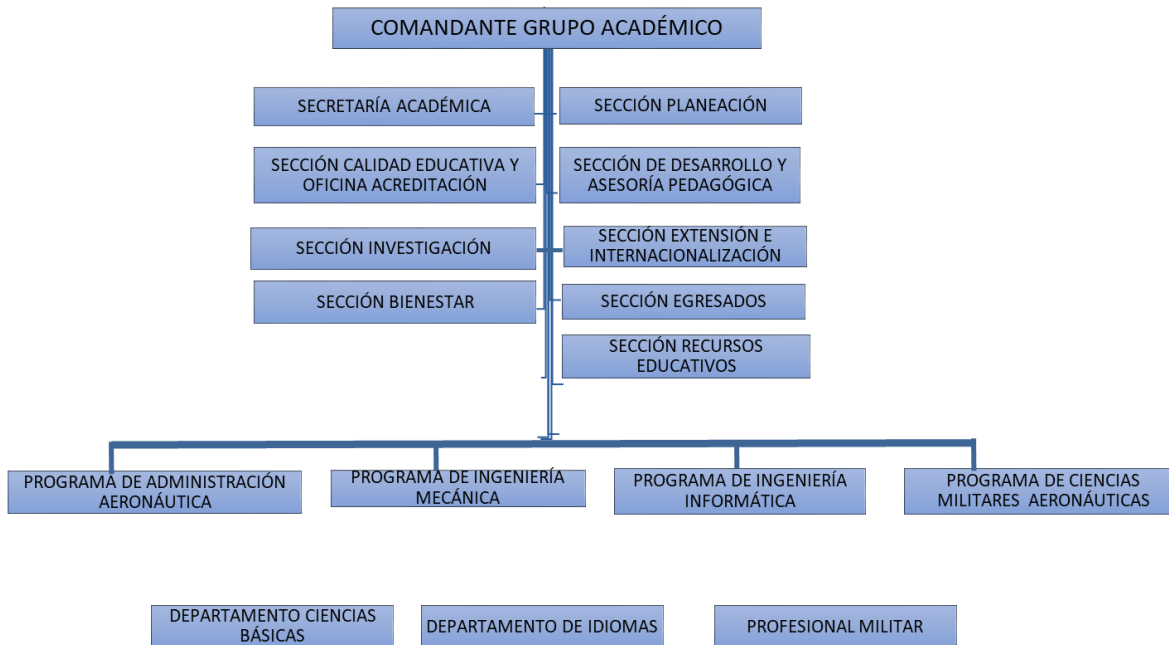 COMANDANTE GRUPO ACADÉMICO
SECRETARÍA ACADÉMICA
SECCIÓN PLANEACIÓN
SECCIÓN CALIDAD EDUCATIVA Y
OFICINA ACREDITACIÓN
SECCIÓN DE DESARROLLO Y
ASESORÍA PEDAGÓGICA
SECCIÓN INVESTIGACIÓN
SECCIÓN EXTENSIÓN E
INTERNACIONALIZACIÓN
SECCIÓN BIENESTAR
SECCIÓN EGRESADOS
SECCIÓN RECURSOS
EDUCATIVOS
PROGRAMA DE ADMINISTRACIÓN
AERONÁUTICA
PROGRAMA DE INGENIERÍA
MECÁNICA
PROGRAMA DE INGENIERÍA
INFORMÁTICA
PROGRAMA DE CIENCIAS
MILITARES AERONÁUTICAS
DEPARTAMENTO CIENCIAS
BÁSICAS
DEPARTAMENTO DE IDIOMAS
PROFESIONAL MILITAR